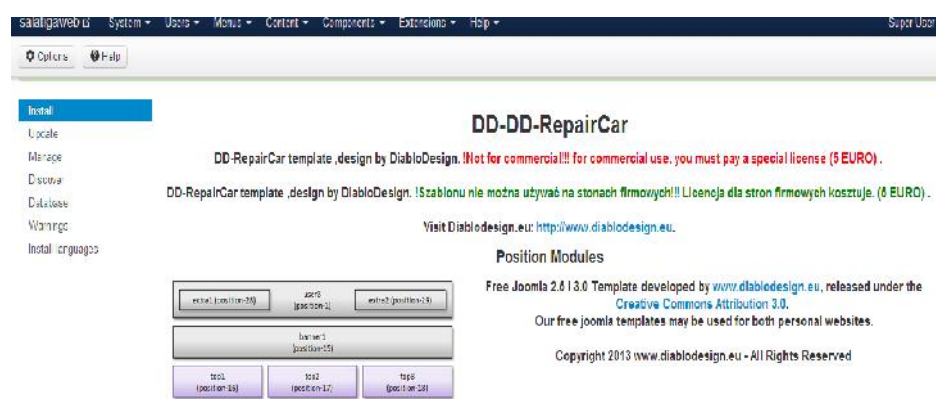 salatigaweb System Users Menus Content Components Extensions Help Super User
Options Help
Install
Update
Manage
Discover
Database
Warnings
Install languages
DD-DD-RepairCar
DD-RepairCar template ,design by DiabloDesign. !Not for commercial!!! for commercial use, you must pay a special license (5 EURO) .
DD-RepairCar template ,design by DiabloDesign. !Szablonu nie można używać na stonach firmowych!!! Licencja dla stron firmowych kosztuje. (5 EURO) .
Visit Diablodesign.eu: http://www.diablodesign.eu.
Position Modules
extra1 (position-28)
user3
(position-1)
extra2 (position-29)
banner1
(position-15)
top1
(position-16)
top2
(position-17)
top3
(position-18)
Free Joomla 2.5 i 3.0 Template developed by www.diablodesign.eu, released under the
Creative Commons Attribution 3.0.
Our free joomla templates may be used for both personal websites.
Copyright 2013 www.diablodesign.eu - All Rights Reserved